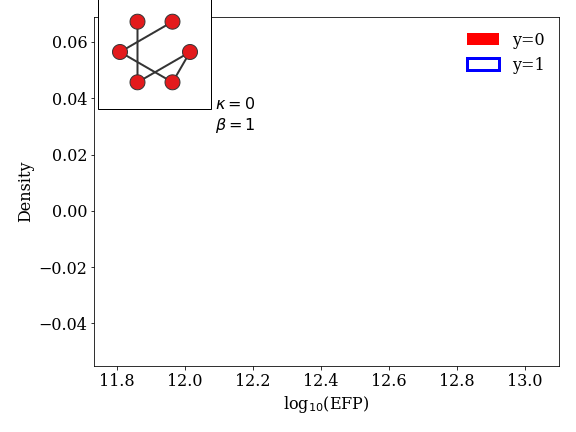 0.06
0.04
0.02
0.00
−0.02
−0.04
Density
κ = 0
β = 1
y=0
y=1
11.8 12.0 12.2 12.4 12.6 12.8 13.0
log₁₀(EFP)